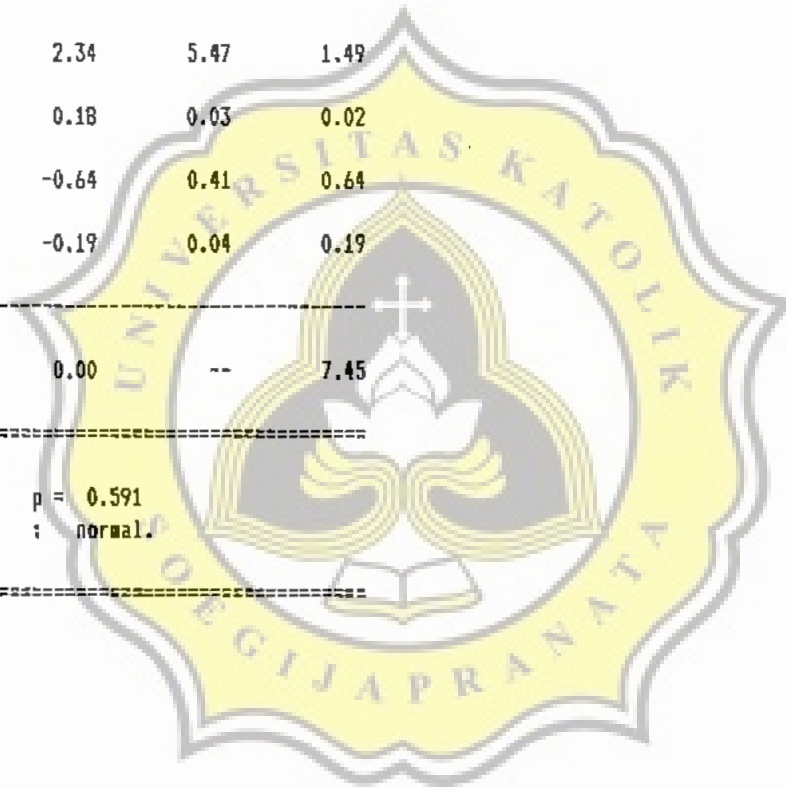 2.34 5.47 1.49
0.18 0.03 0.02
-0.64 0.41 0.64
-0.19 0.04 0.19
--------------------------------
0.00 -- 7.45
================================
p = 0.591
: normal.
================================
UNIVERSITAS KATOLIK
SOEGIJAPRANATA